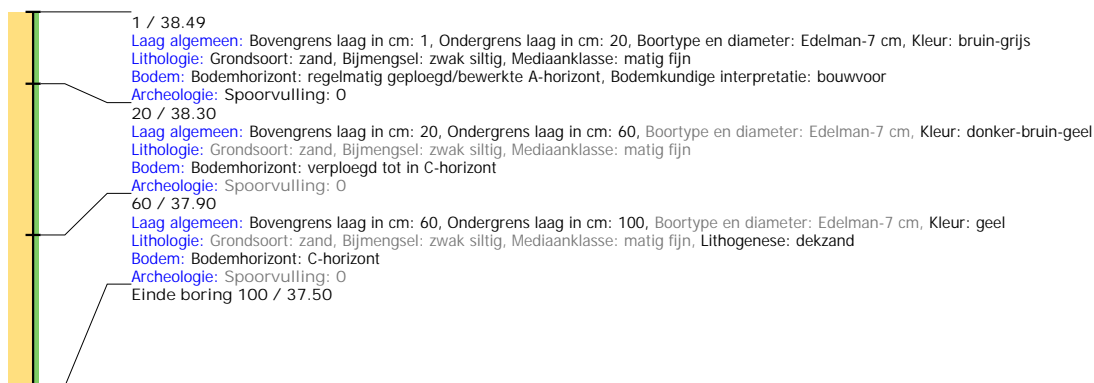 1 / 38.49
Laag algemeen: Bovengrens laag in cm: 1, Ondergrens laag in cm: 20, Boortype en diameter: Edelman-7 cm, Kleur: bruin-grijs
Lithologie: Grondsoort: zand, Bijmengsel: zwak siltig, Mediaanklasse: matig fijn
Bodem: Bodemhorizont: regelmatig geploegd/bewerkte A-horizont, Bodemkundige interpretatie: bouwvoor
Archeologie: Spoorvulling: 0
20 / 38.30
Laag algemeen: Bovengrens laag in cm: 20, Ondergrens laag in cm: 60, Boortype en diameter: Edelman-7 cm, Kleur: donker-bruin-geel
Lithologie: Grondsoort: zand, Bijmengsel: zwak siltig, Mediaanklasse: matig fijn
Bodem: Bodemhorizont: verploegd tot in C-horizont
Archeologie: Spoorvulling: 0
60 / 37.90
Laag algemeen: Bovengrens laag in cm: 60, Ondergrens laag in cm: 100, Boortype en diameter: Edelman-7 cm, Kleur: geel
Lithologie: Grondsoort: zand, Bijmengsel: zwak siltig, Mediaanklasse: matig fijn, Lithogenese: dekzand
Bodem: Bodemhorizont: C-horizont
Archeologie: Spoorvulling: 0
Einde boring 100 / 37.50